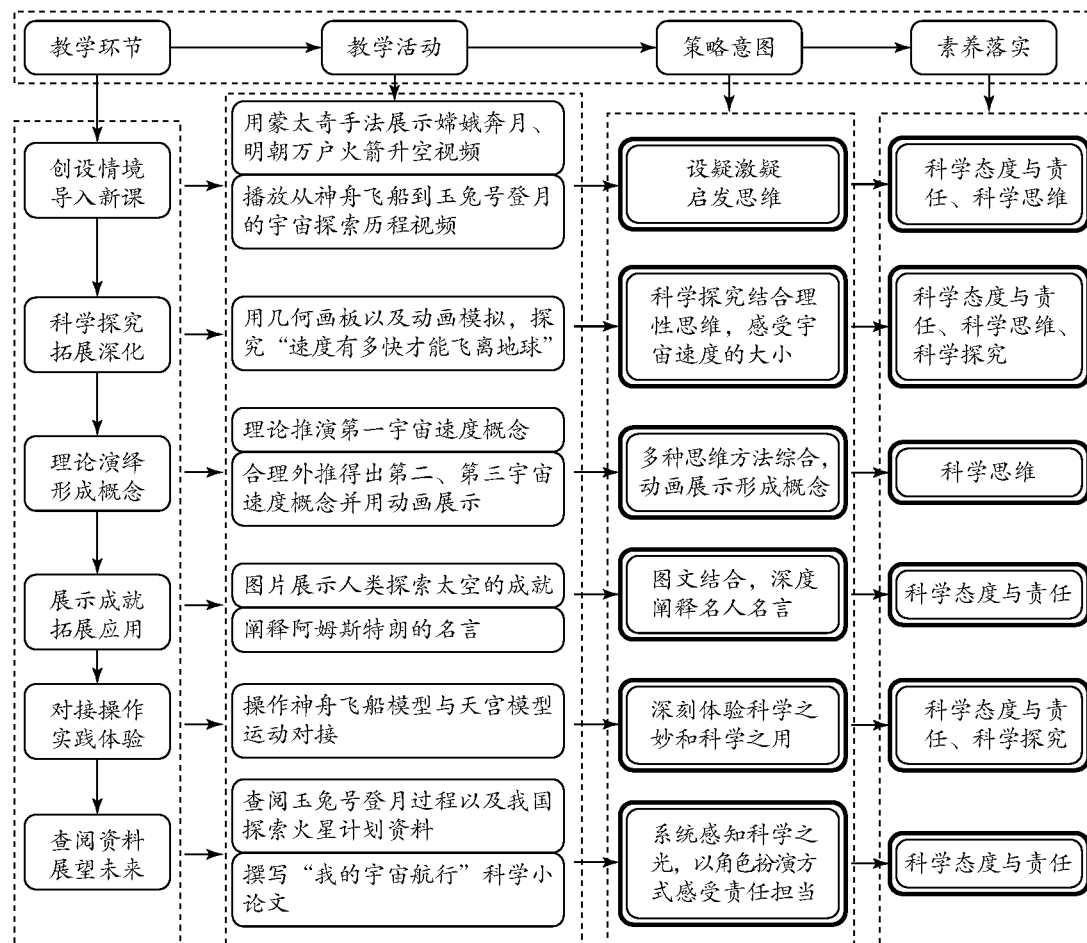 教学环节
教学活动
策略意图
素养落实
创设情境
导入新课
用蒙太奇手法展示嫦娥奔月、
明朝万户火箭升空视频
播放从神舟飞船到玉兔号登月
的宇宙探索历程视频
设疑激疑
启发思维
科学态度与责
任、科学思维
科学探究
拓展深化
用几何画板以及动画模拟，探
究“速度有多快才能飞离地球”
科学探究结合理
性思维，感受宇
宙速度的大小
科学态度与责
任、科学思维、
科学探究
理论演绎
形成概念
理论推演第一宇宙速度概念
合理外推得出第二、第三宇宙
速度概念并用动画展示
多种思维方法综合，
动画展示形成概念
科学思维
展示成就
拓展应用
图片展示人类探索太空的成就
阐释阿姆斯特朗的名言
图文结合，深度
阐释名人名言
科学态度与责任
对接操作
实践体验
操作神舟飞船模型与天宫模型
运动对接
深刻体验科学之
妙和科学之用
科学态度与责
任、科学探究
查阅资料
展望未来
查阅玉兔号登月过程以及我国
探索火星计划资料
撰写“我的宇宙航行”科学小
论文
系统感知科学之
光，以角色扮演方
式感受责任担当
科学态度与责任